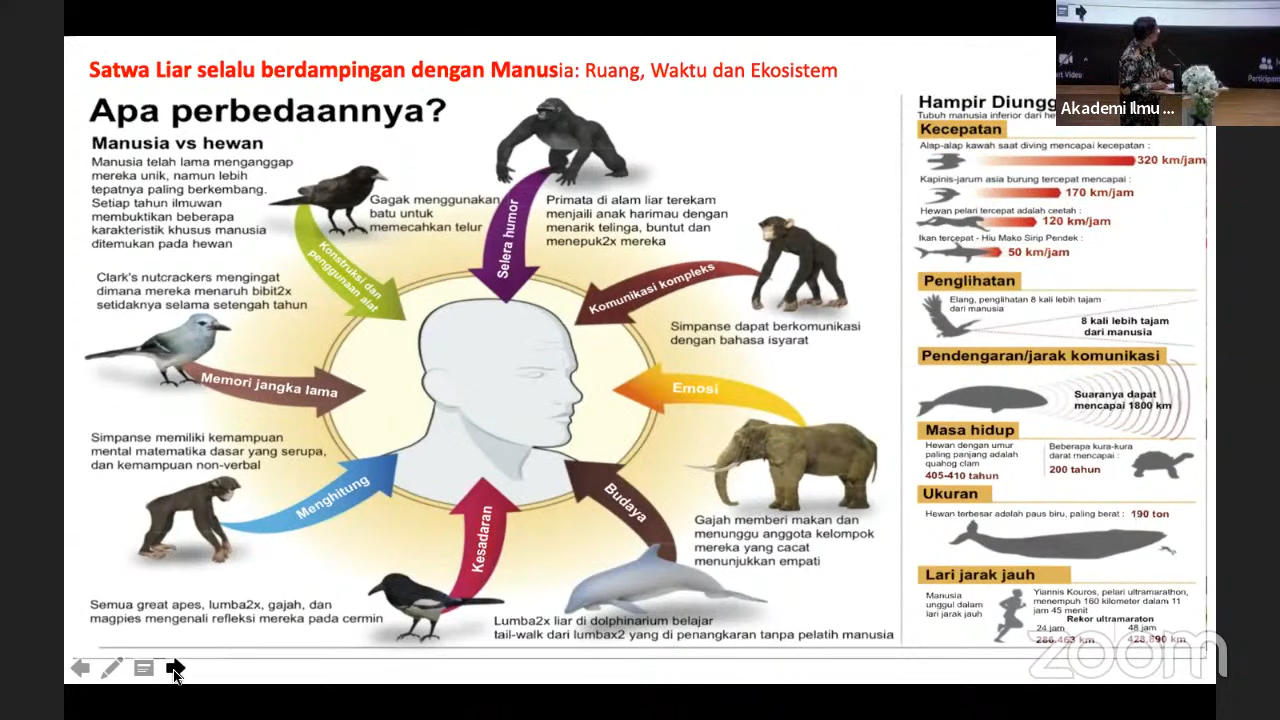 Satwa Liar selalu berdampingan dengan Manusia: Ruang, Waktu dan Ekosistem
Apa perbedaannya?
Manusia vs hewan
Manusia telah lama menganggap
mereka unik, namun lebih
tepatnya paling berkembang.
Setiap tahun ilmuwan
membuktikan beberapa
karakteristik khusus manusia
ditemukan pada hewan
Gagak menggunakan
batu untuk
memecahkan telur
Konstruksi dan
penggunaan alat
Selera humor
Primata di alam liar terekam
menjaili anak harimau dengan
menarik telinga, buntut dan
menepuk2x mereka
Komunikasi kompleks
Simpanse dapat berkomunikasi
dengan bahasa isyarat
Clark's nutcrackers mengingat
dimana mereka menaruh bibit2x
setidaknya selama setengah tahun
Memori jangka lama
Emosi
Simpanse memiliki kemampuan
mental matematika dasar yang serupa,
dan kemampuan non-verbal
Menghitung
Kesadaran
Budaya
Gajah memberi makan dan
menunggu anggota kelompok
mereka yang cacat
menunjukkan empati
Semua great apes, lumba2x, gajah, dan
magpies mengenali refleksi mereka pada cermin
Lumba2x liar di dolphinarium belajar
tail-walk dari lumbax2 yang di penangkaran tanpa pelatih manusia
Hampir Diungg
Tubuh manusia inferior dari
Kecepatan
Alap-alap kawah saat diving mencapai kecepatan :
320 km/jam
Kapinis-jarum asia burung tercepat mencapai :
170 km/jam
Hewan pelari tercepat adalah ceetah :
120 km/jam
Ikan tercepat - Hiu Mako Sirip Pendek :
50 km/jam
Penglihatan
Elang, penglihatan 8 kali lebih tajam
dari manusia
8 kali lebih tajam
dari manusia
Pendengaran/jarak komunikasi
Suaranya dapat
mencapai 1800 km
Masa hidup
Hewan dengan umur
paling panjang adalah
quahog clam
405-410 tahun
Beberapa kura-kura
darat mencapai :
200 tahun
Ukuran
Hewan terbesar adalah paus biru, paling berat : 190 ton
Lari jarak jauh
Manusia
unggul dalam
lari jarak jauh
Yiannis Kouros, pelari ultramarathon,
menempuh 160 kilometer dalam 11
jam 45 menit
Rekor ultramaraton
24 jam 48 jam
286.463 km 428,890 km
Akademi Ilmu ...
zoom